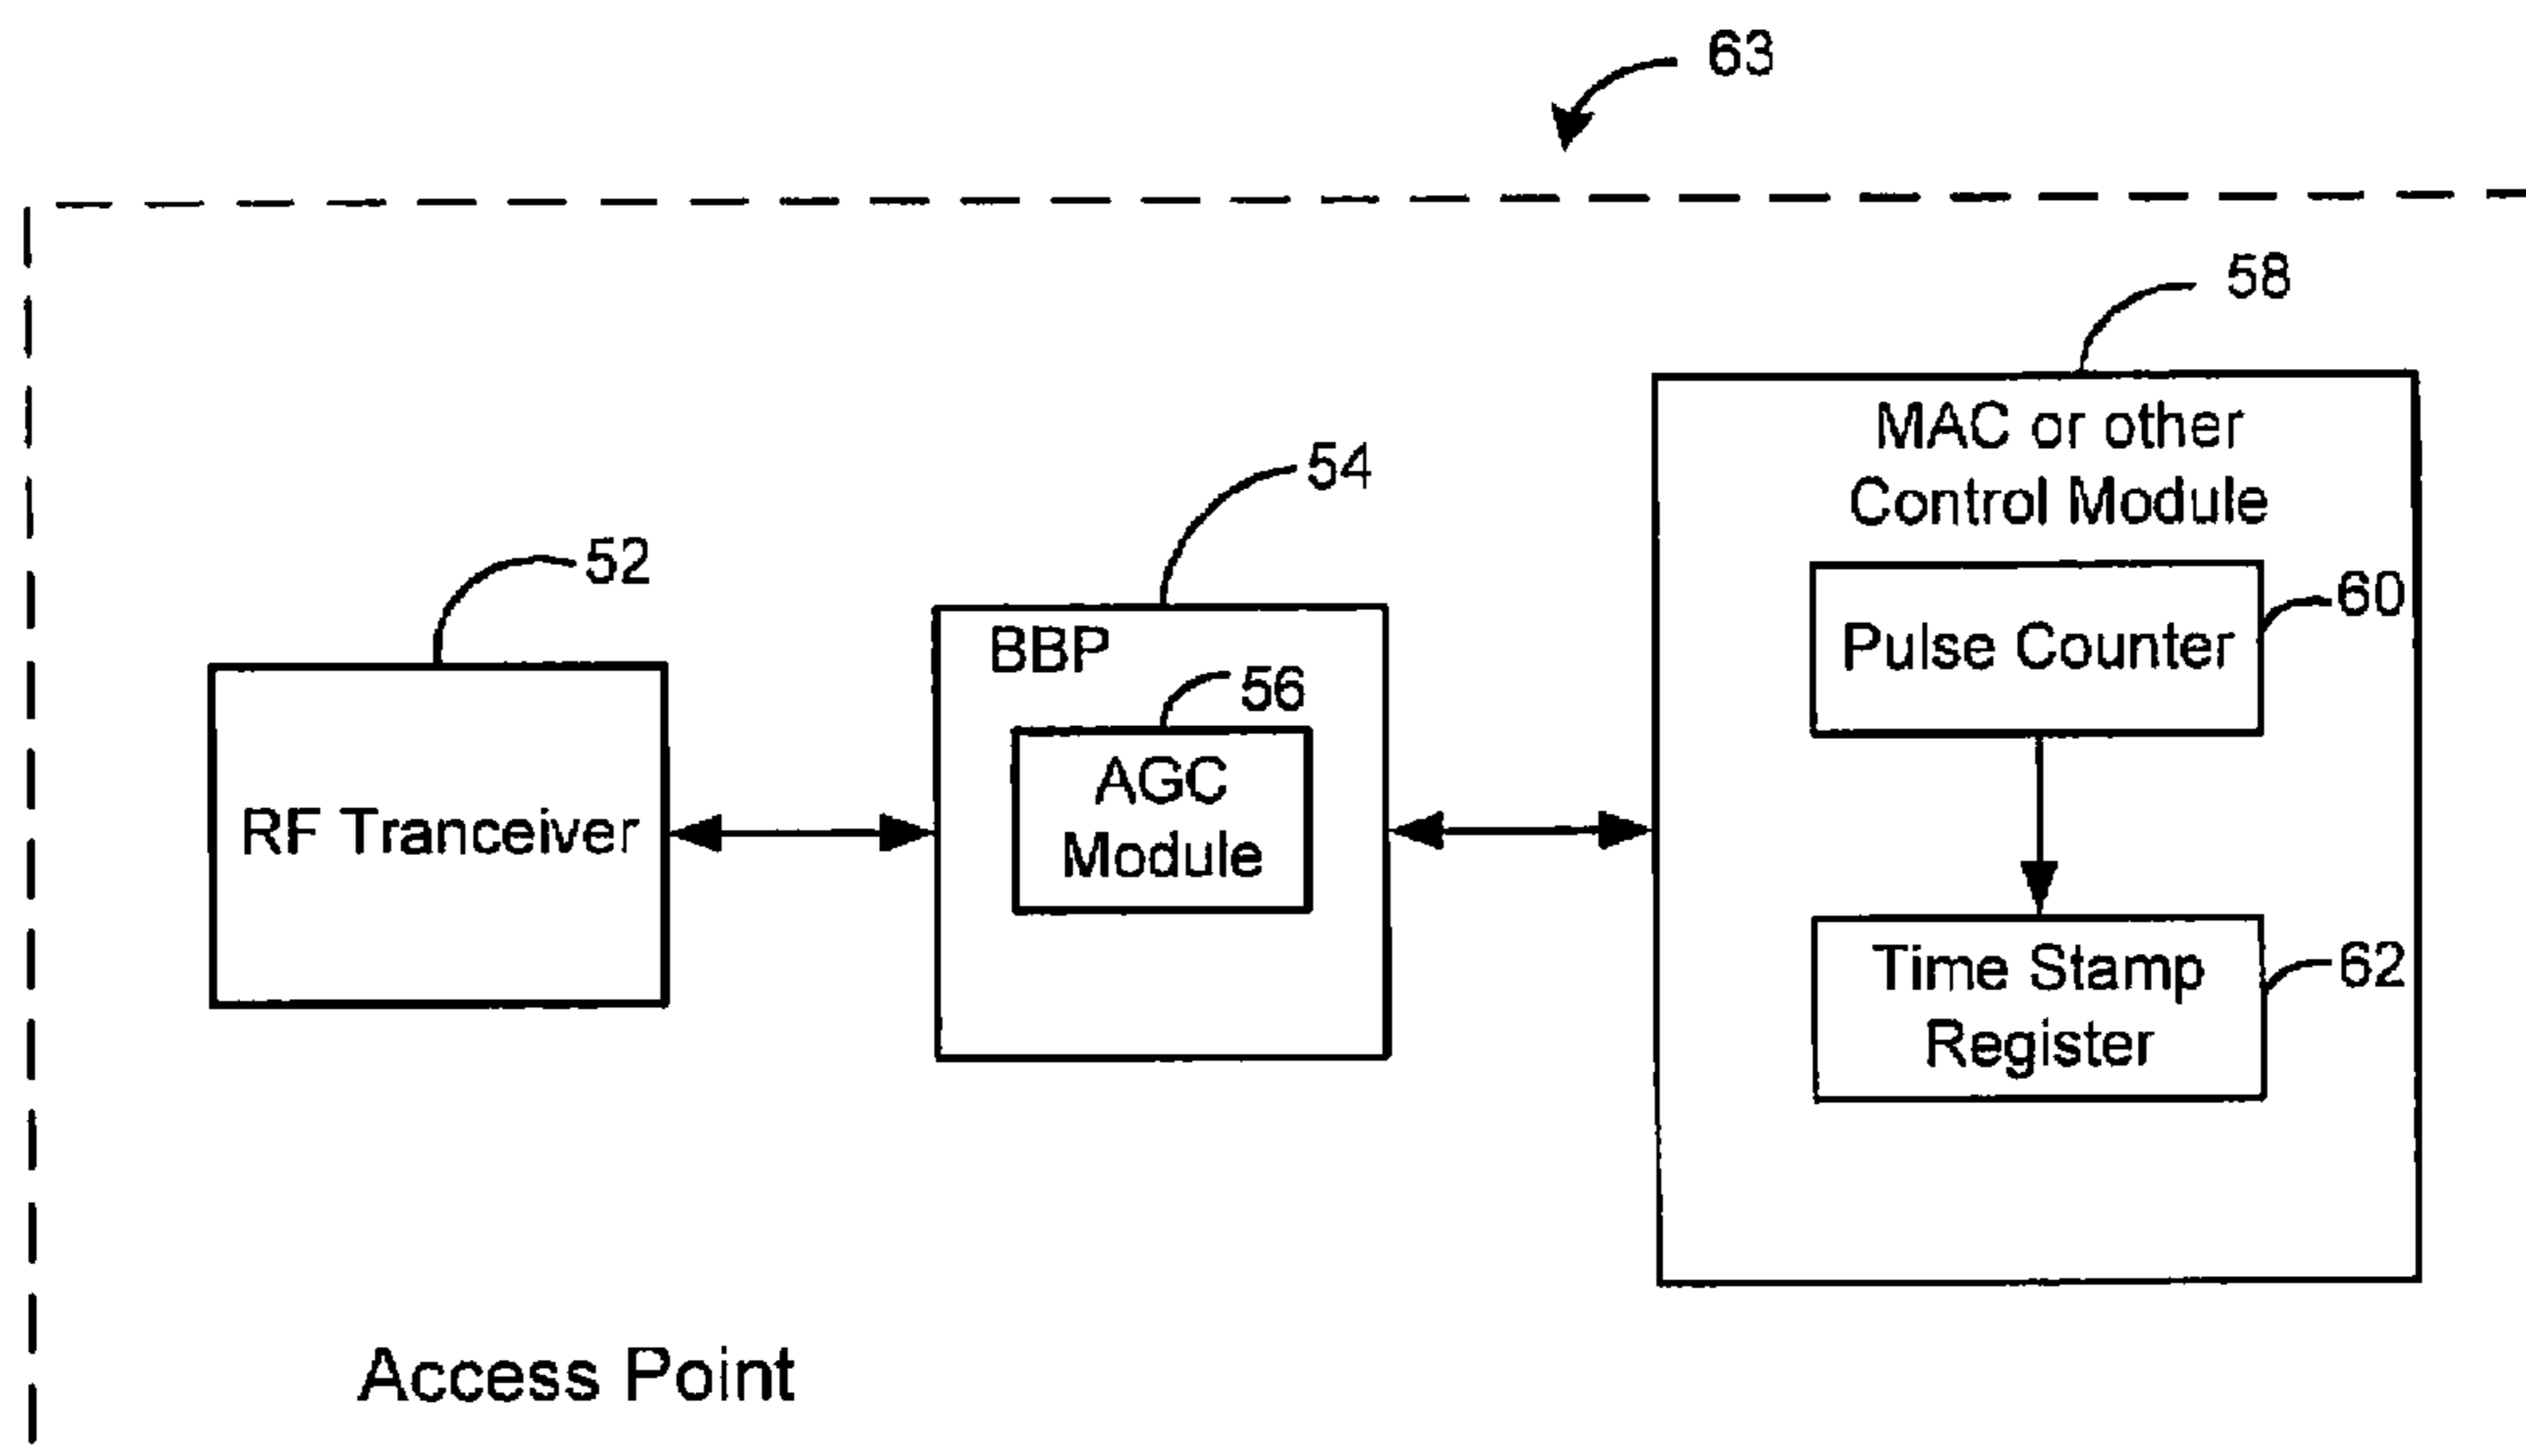 63
58
MAC or other
Control Module
54
52
60
Pulse Counter
BBP
56
AGC
Module
RF Tranceiver
62
Time Stamp
Register
Access Point